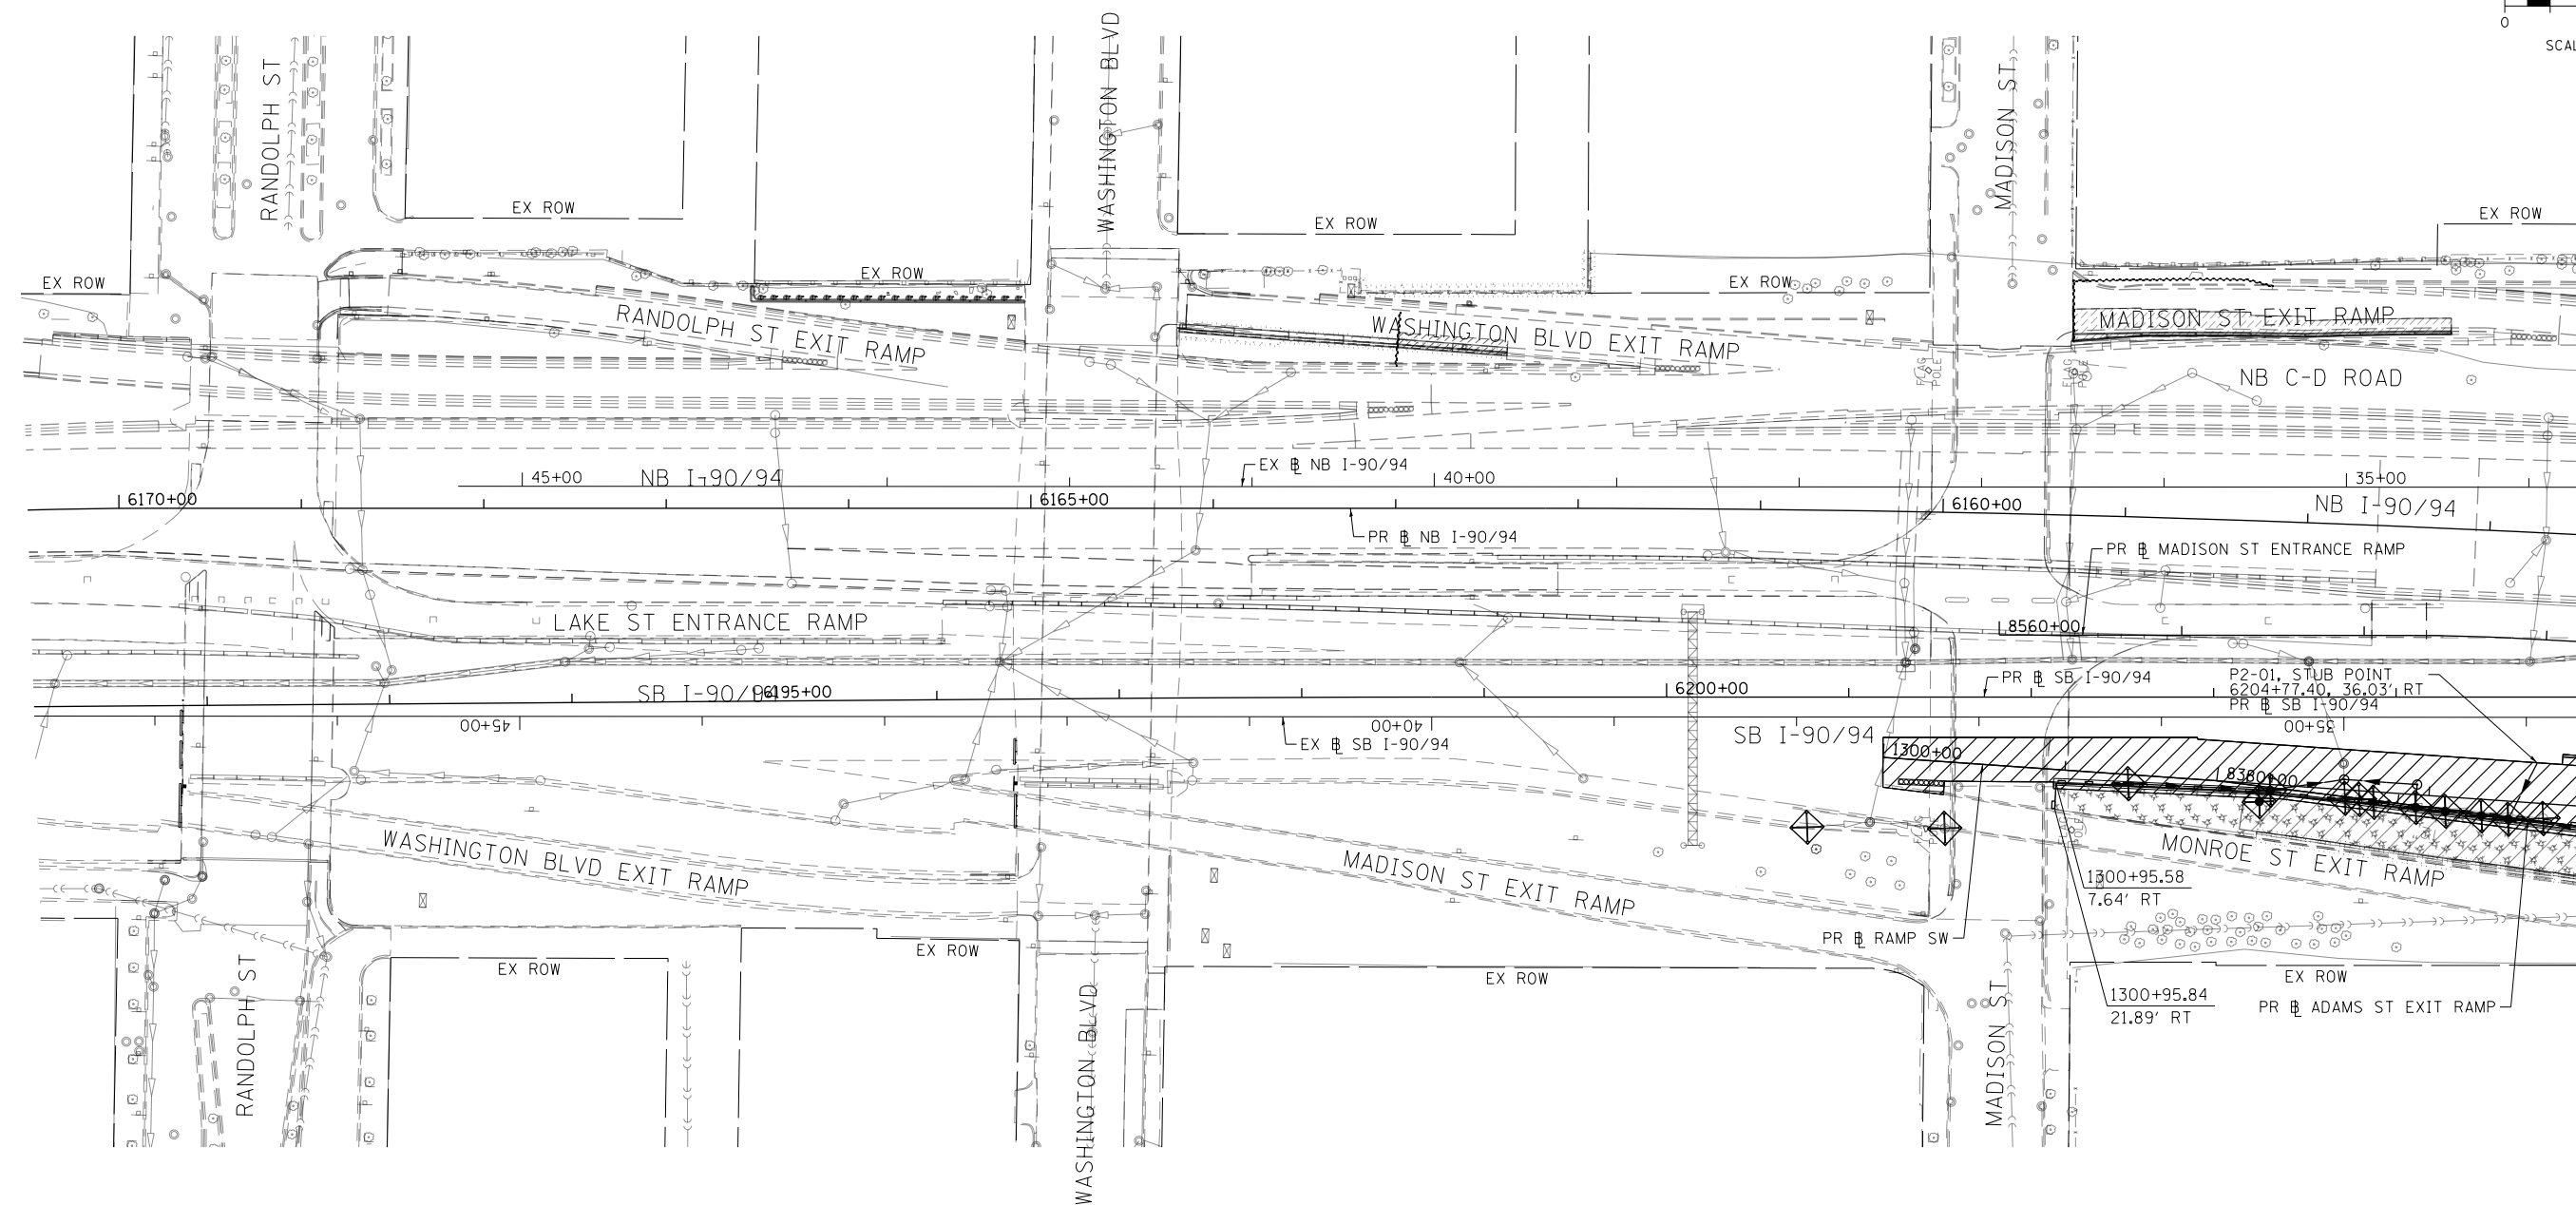 0
SCAL
RANDOLPH ST
WASHINGTON BLVD
MADISON ST
EX ROW
EX ROW
EX ROW
EX ROW
EX ROW
EX ROW
RANDOLPH ST EXIT RAMP
WASHINGTON BLVD EXIT RAMP
MADISON ST EXIT RAMP
FLAG POLE
FLAG POLE
NB C-D ROAD
45+00
NB I-90/94
EX ℄ NB I-90/94
40+00
35+00
6170+00
6165+00
6160+00
NB I-90/94
PR ℄ NB I-90/94
PR ℄ MADISON ST ENTRANCE RAMP
LAKE ST ENTRANCE RAMP
8560+00
SB I-90/94
6195+00
6200+00
PR ℄ SB I-90/94
P2-01, STUB POINT
6204+77.40, 36.03' RT
PR ℄ SB I-90/94
45+00
40+00
35+00
EX ℄ SB I-90/94
SB I-90/94
1300+00
8380+00
WASHINGTON BLVD EXIT RAMP
MADISON ST EXIT RAMP
MONROE ST EXIT RAMP
1300+95.58
7.64' RT
PR ℄ RAMP SW
EX ROW
EX ROW
EX ROW
EX ROW
1300+95.84
21.89' RT
PR ℄ ADAMS ST EXIT RAMP
RANDOLPH ST
WASHINGTON BLVD
MADISON ST